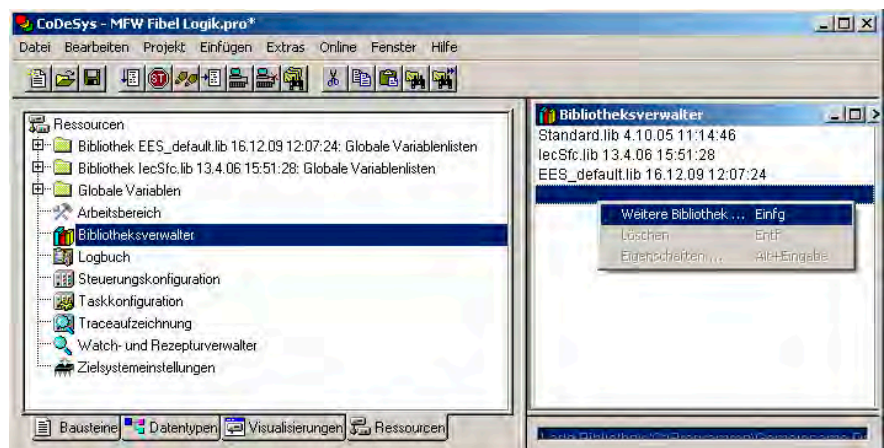 CoDeSys - MFW Fibel Logik.pro*
Datei Bearbeiten Projekt Einfügen Extras Online Fenster Hilfe
Ressourcen
Bibliothek EES_default.lib 16.12.09 12:07:24: Globale Variablenlisten
Bibliothek IecSfc.lib 13.4.06 15:51:28: Globale Variablenlisten
Globale Variablen
Arbeitsbereich
Bibliotheksverwalter
Logbuch
Steuerungskonfiguration
Taskkonfiguration
Traceaufzeichnung
Watch- und Rezepturverwalter
Zielsystemeinstellungen
Bausteine Datentypen Visualisierungen Ressourcen
Bibliotheksverwalter
Standard.lib 4.10.05 11:14:46
IecSfc.lib 13.4.06 15:51:28
EES_default.lib 16.12.09 12:07:24
Weitere Bibliothek ... Einfg
Löschen Entf
Eigenschaften ... Alt+Eingabe